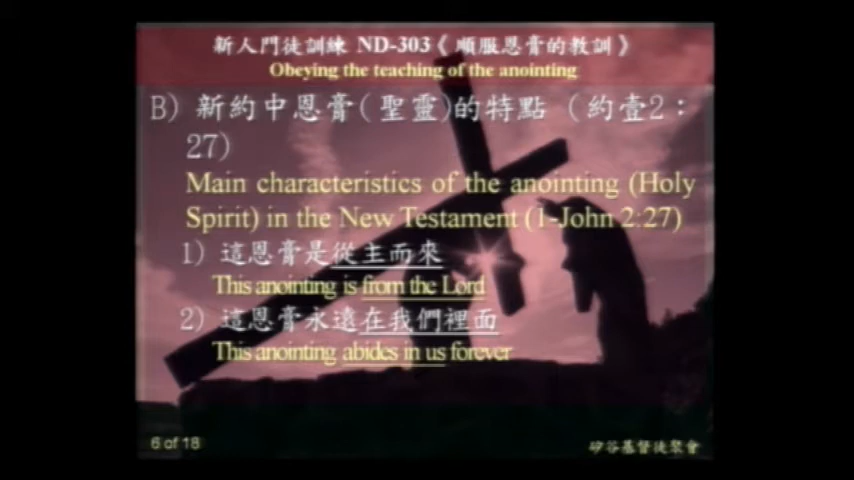 新人門徒訓練 ND-303《順服恩膏的教訓》
Obeying the teaching of the anointing
B) 新約中恩膏(聖靈)的特點 (約壹2：
27)
Main characteristics of the anointing (Holy
Spirit) in the New Testament (1-John 2:27)
1) 這恩膏是從主而來
This anointing is from the Lord
2) 這恩膏永遠在我們裡面
This anointing abides in us forever
6 of 18
矽谷基督徒聚會